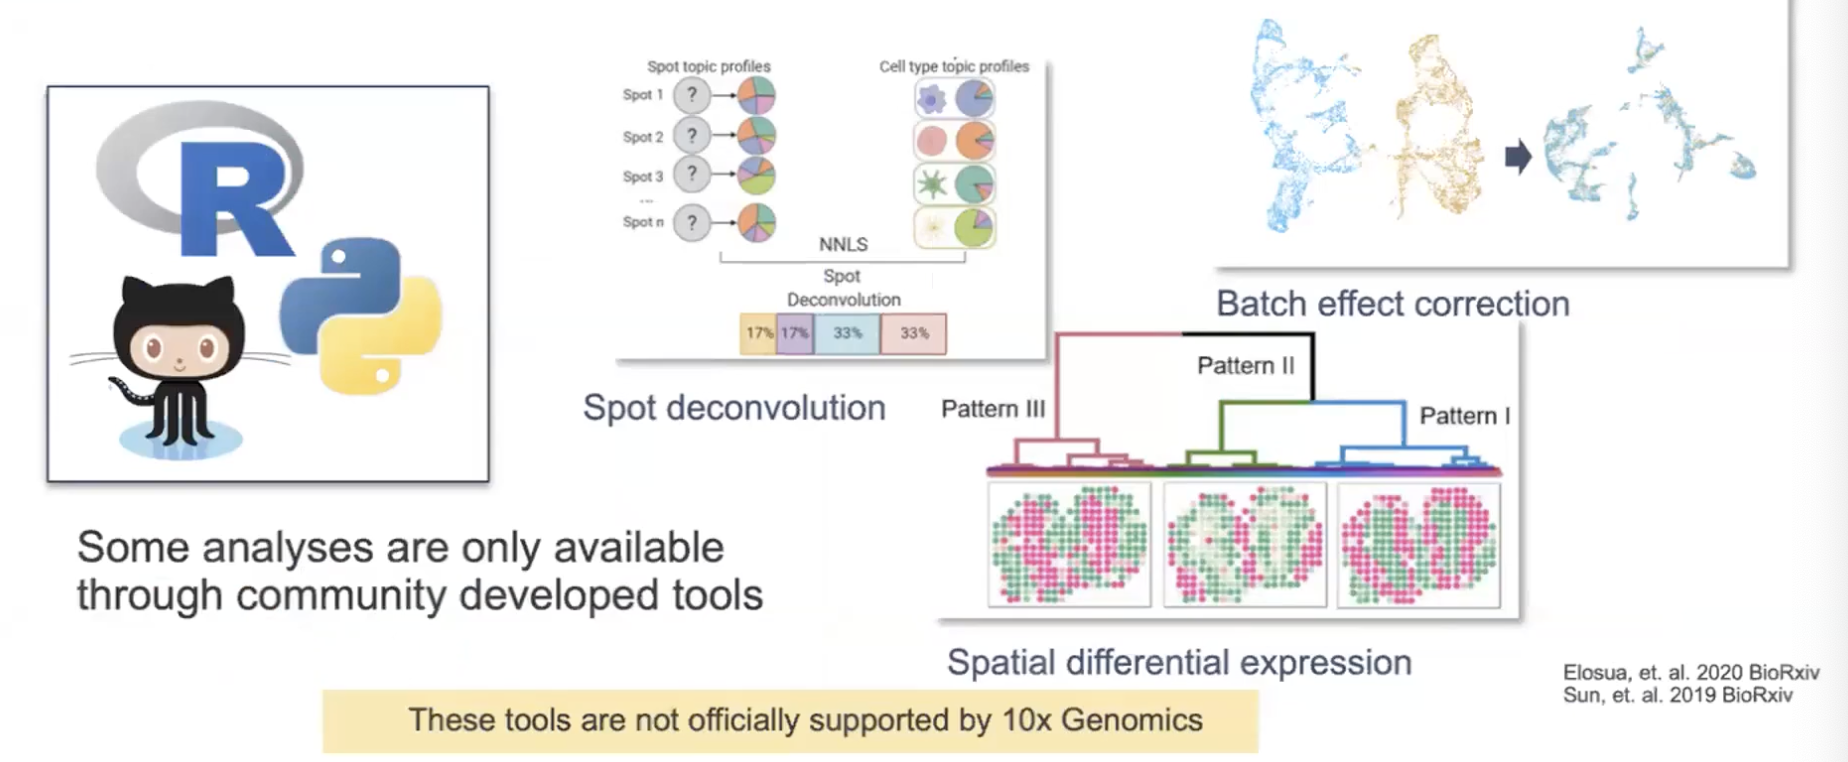 R
Spot topic profiles
Spot 1 ?
Spot 2 ?
Spot 3 ?
...
Spot n ?
Cell type topic profiles
NNLS
Spot
Deconvolution
17% 17% 33% 33%
Spot deconvolution
Batch effect correction
Pattern II
Pattern III
Pattern I
Spatial differential expression
Some analyses are only available
through community developed tools
These tools are not officially supported by 10x Genomics
Elosua, et. al. 2020 BioRxiv
Sun, et. al. 2019 BioRxiv